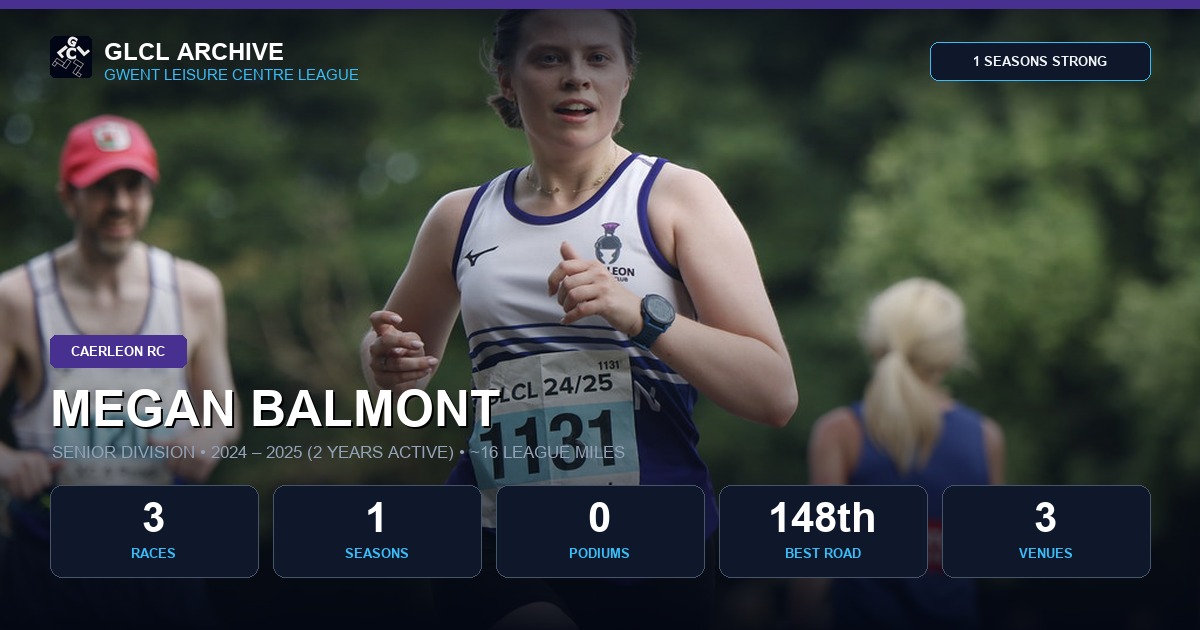 GLCL ARCHIVE
GWENT LEISURE CENTRE LEAGUE
1 SEASONS STRONG
LEON
CLUB
CAERLEON RC
1131
GLCL 24/25
1131
N
MEGAN BALMONT
SENIOR DIVISION • 2024 – 2025 (2 YEARS ACTIVE) • ~16 LEAGUE MILES
3
RACES
1
SEASONS
0
PODIUMS
148th
BEST ROAD
3
VENUES